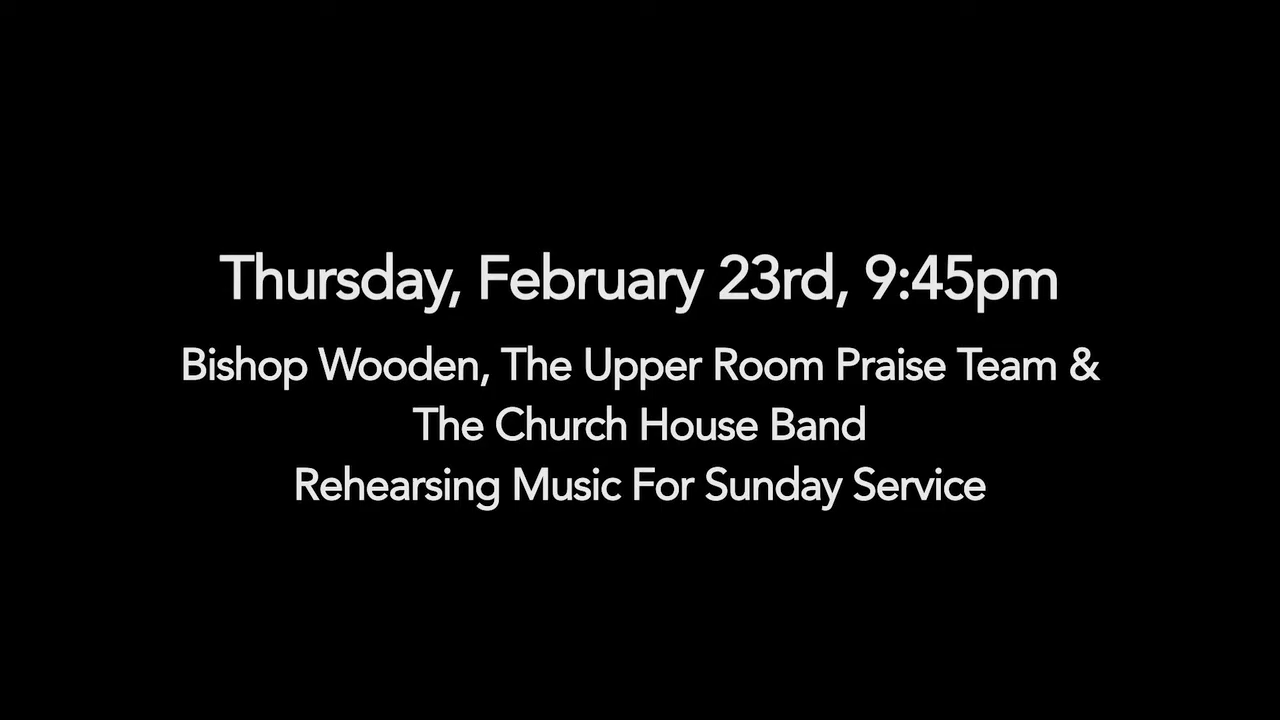 Thursday, February 23rd, 9:45pm
Bishop Wooden, The Upper Room Praise Team &
The Church House Band
Rehearsing Music For Sunday Service